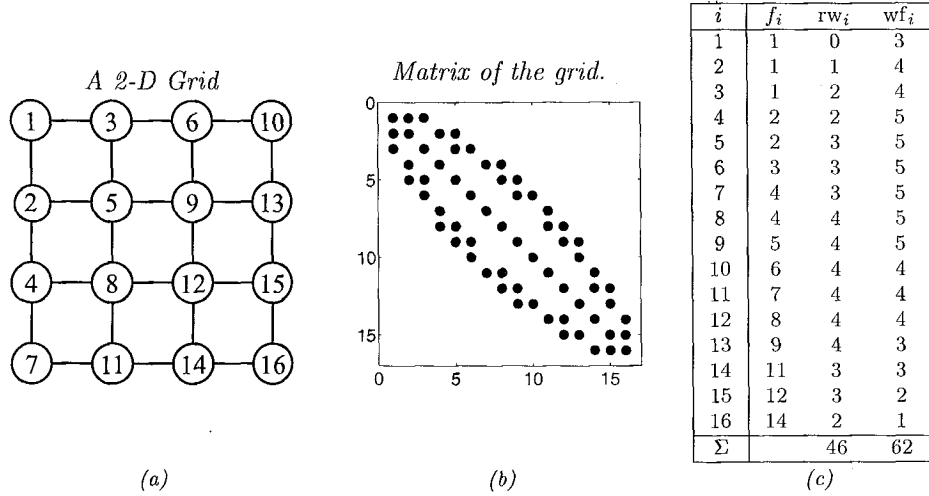 A 2-D Grid
1 3 6 10
2 5 9 13
4 8 12 15
7 11 14 16
(a)
Matrix of the grid.
0
5
10
15
0 5 10 15
(b)
i f_i rw_i wf_i
1 1 0 3
2 1 1 4
3 1 2 4
4 2 2 5
5 2 3 5
6 3 3 5
7 4 3 5
8 4 4 5
9 5 4 5
10 6 4 4
11 7 4 4
12 8 4 4
13 9 4 3
14 11 3 3
15 12 3 2
16 14 2 1
Σ 46 62
(c)